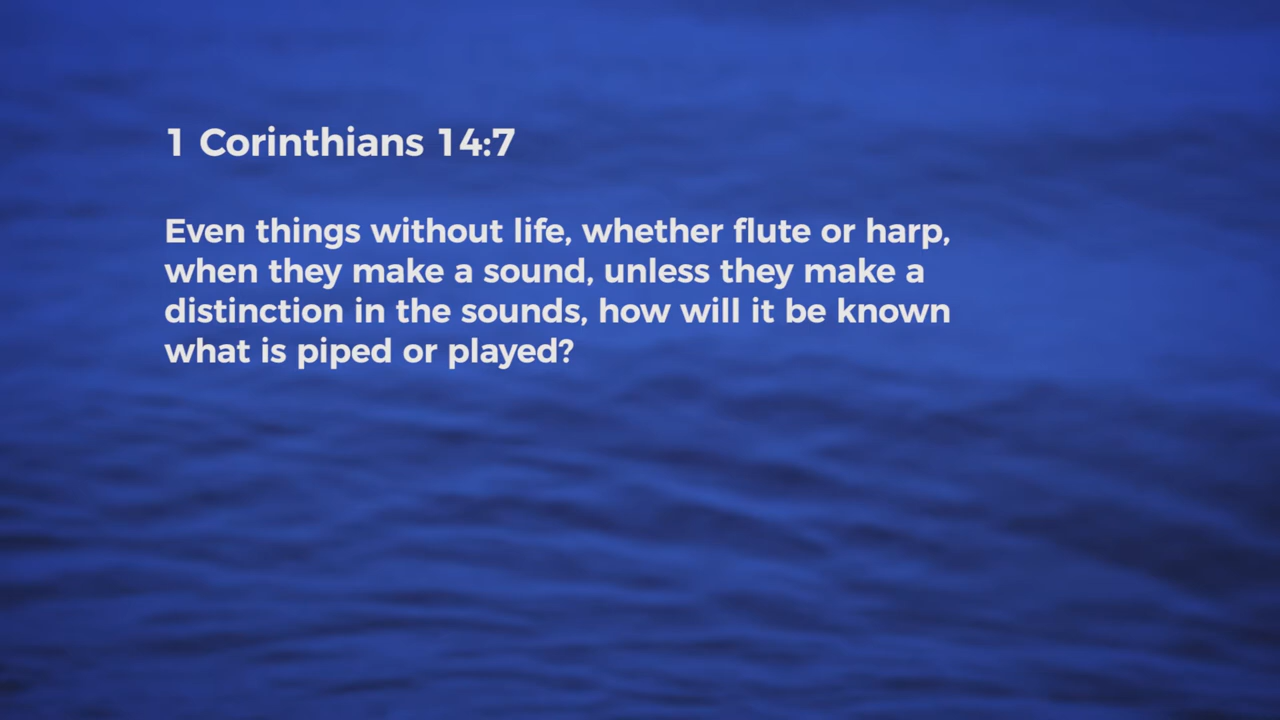 1 Corinthians 14:7
Even things without life, whether flute or harp,
when they make a sound, unless they make a
distinction in the sounds, how will it be known
what is piped or played?